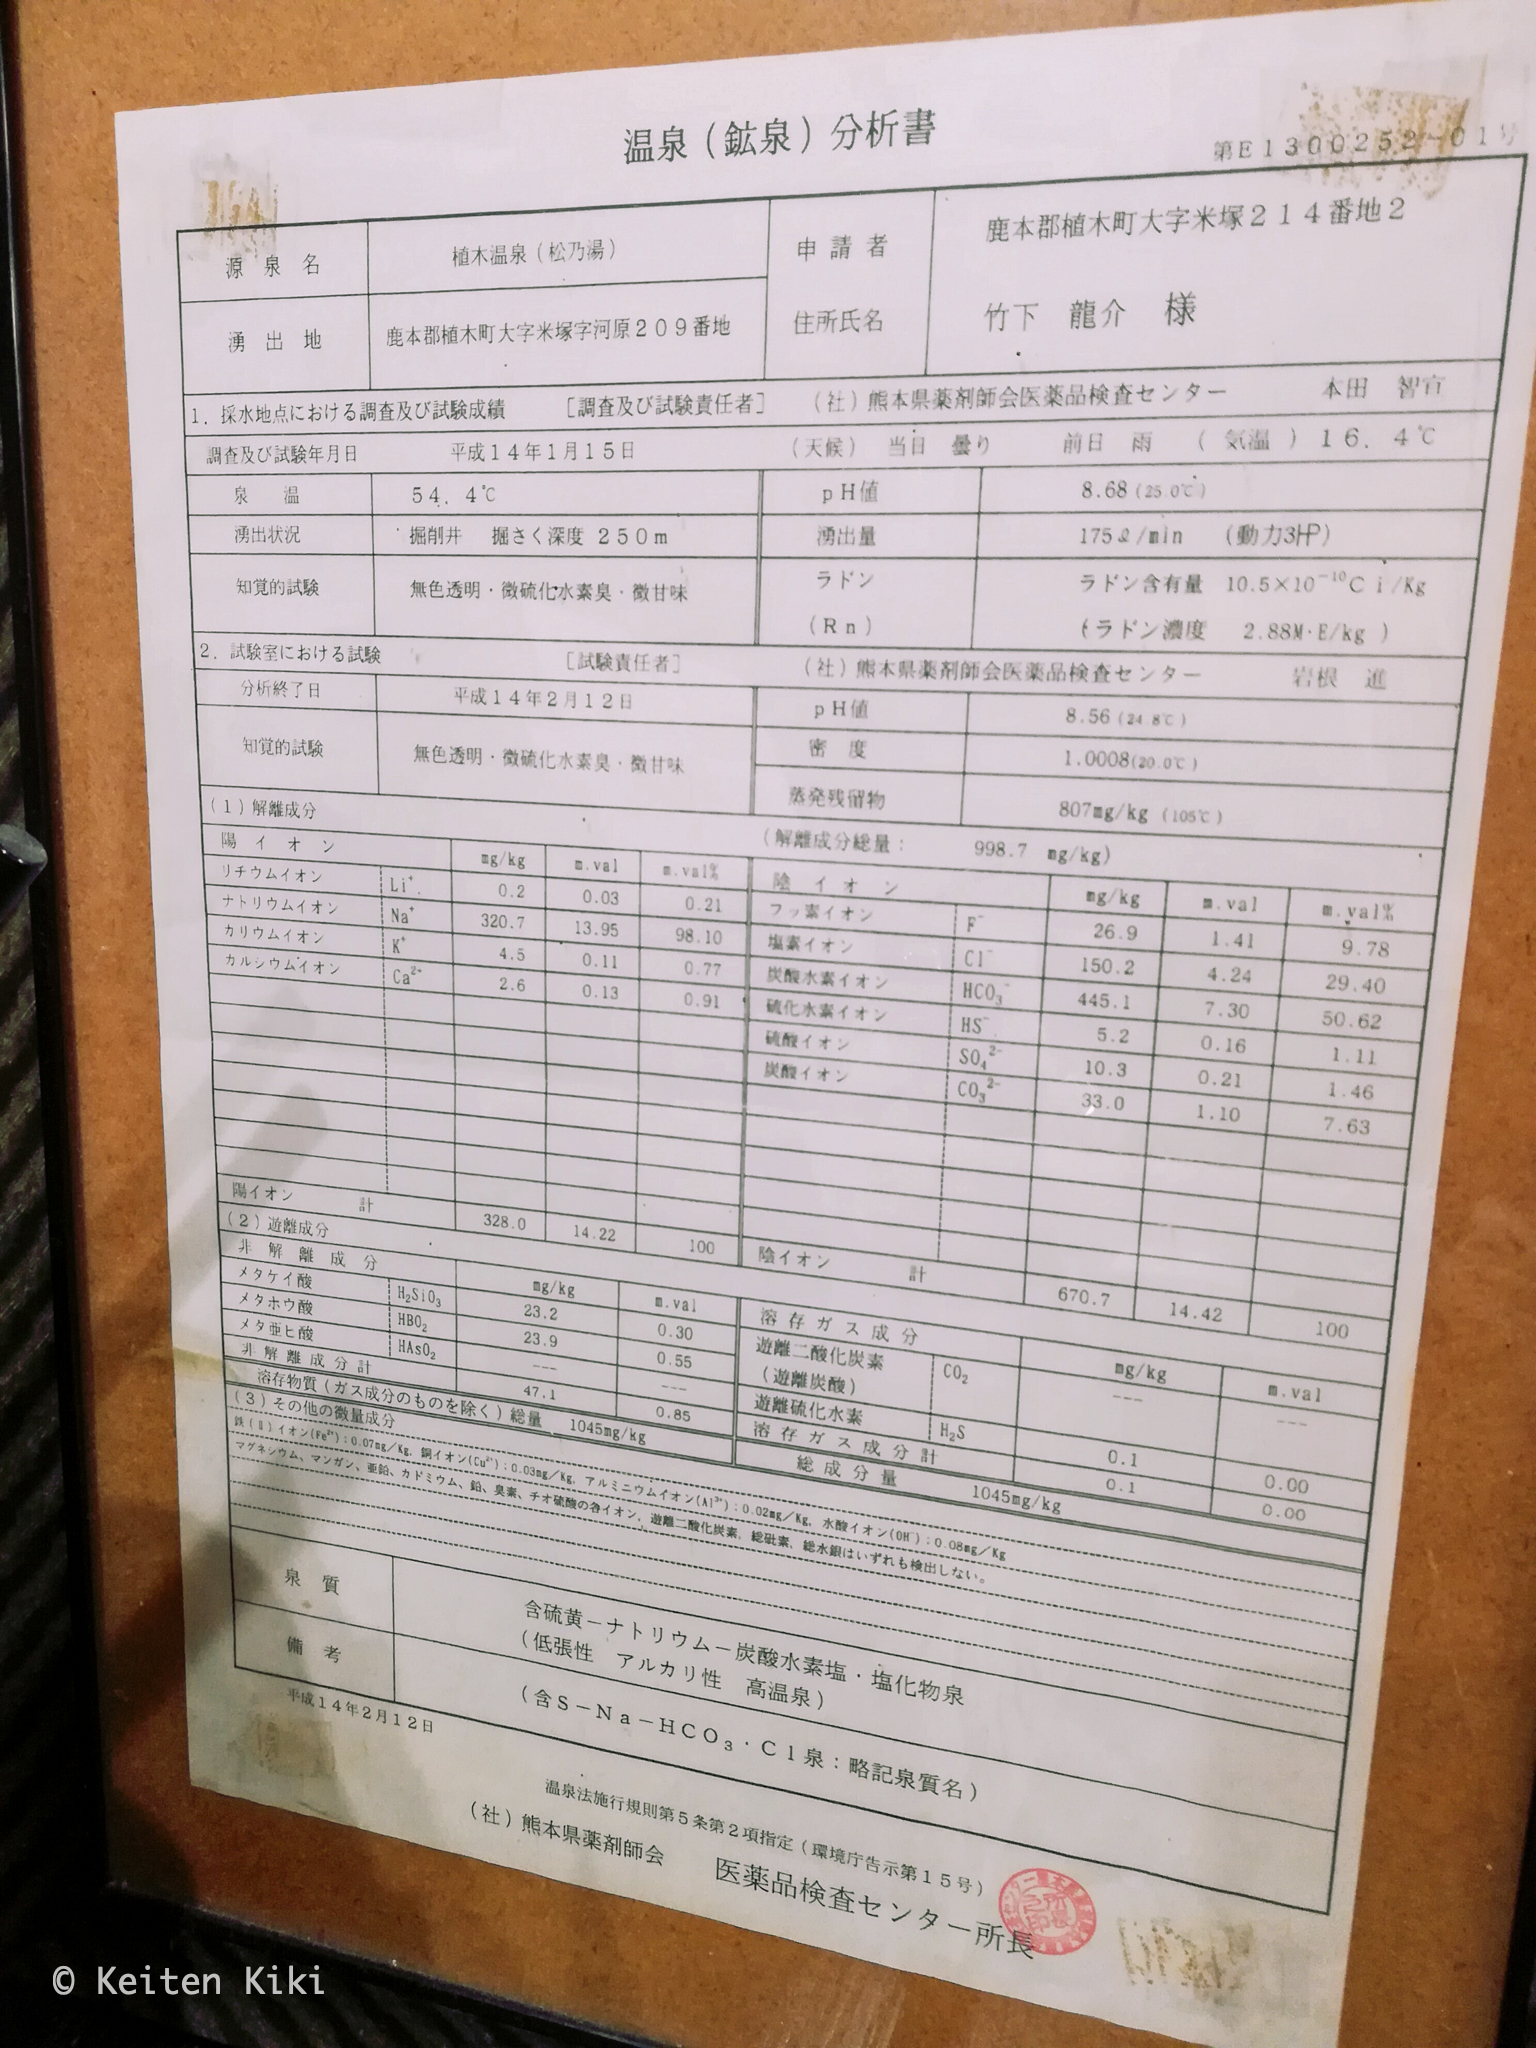 温泉（鉱泉）分析書
第E1300252-01号
源泉名 植木温泉（松乃湯） 申請者 鹿本郡植木町大字米塚214番地2
湧出地 鹿本郡植木町大字米塚字河原209番地 住所氏名 竹下 龍介 様
1. 採水地点における調査及び試験成績 ［調査及び試験責任者］ （社）熊本県薬剤師会医薬品検査センター 本田 智宣
調査及び試験年月日 平成14年1月15日 （天候） 当日 曇り 前日 雨 （気温）16.4℃
泉温 54.4℃ pH値 8.68(25.0℃)
湧出状況 掘削井 掘さく深度 250m 湧出量 175ℓ/min （動力3HP）
知覚的試験 無色透明・微硫化水素臭・微甘味 ラドン ラドン含有量 10.5×10⁻¹⁰Ci/Kg
(Rn) （ラドン濃度 2.88M·E/kg）
2. 試験室における試験 ［試験責任者］ （社）熊本県薬剤師会医薬品検査センター 岩根 進
分析終了日 平成14年2月12日 pH値 8.56(24.8℃)
知覚的試験 無色透明・微硫化水素臭・微甘味 密度 1.0008(20.0℃)
蒸発残留物 807mg/kg (105℃)
(1)解離成分 （解離成分総量： 998.7 mg/kg）
陽イオン mg/kg m.val m.val% 陰イオン mg/kg m.val m.val%
リチウムイオン Li⁺ 0.2 0.03 0.21 フッ素イオン F⁻ 26.9 1.41 9.78
ナトリウムイオン Na⁺ 320.7 13.95 98.10 塩素イオン Cl⁻ 150.2 4.24 29.40
カリウムイオン K⁺ 4.5 0.11 0.77 炭酸水素イオン HCO₃⁻ 445.1 7.30 50.62
カルシウムイオン Ca²⁺ 2.6 0.13 0.91 硫化水素イオン HS⁻ 5.2 0.16 1.11
硫酸イオン SO₄²⁻ 10.3 0.21 1.46
炭酸イオン CO₃²⁻ 33.0 1.10 7.63
陽イオン 計 328.0 14.22 100 陰イオン 計 670.7 14.42 100
(2)遊離成分
非解離成分 mg/kg m.val 溶存ガス成分 mg/kg m.val
メタケイ酸 H₂SiO₃ 23.2 0.30 遊離二酸化炭素 CO₂ --- ---
メタホウ酸 HBO₂ 23.9 0.55 （遊離炭酸）
メタ亜ヒ酸 HAsO₂ --- --- 遊離硫化水素 H₂S 0.1 0.00
非解離成分計 47.1 0.85 溶存ガス成分計 0.1 0.00
溶存物質（ガス成分のものを除く）総量 1045mg/kg 総成分量 1045mg/kg
(3)その他の微量成分
鉄(Ⅱ)イオン(Fe²⁺)：0.07mg／Kg, 銅イオン(Cu²⁺)：0.03mg／Kg, アルミニウムイオン(Al³⁺)：0.02mg／Kg, 水酸イオン(OH⁻)：0.08mg／Kg
マグネシウム、マンガン、亜鉛、カドミウム、鉛、臭素、チオ硫酸の各イオン、遊離二酸化炭素、総砒素、総水銀はいずれも検出しない。
泉質 含硫黄－ナトリウム－炭酸水素塩・塩化物泉
（低張性 アルカリ性 高温泉）
備考 （含S－Na－HCO₃・Cl泉：略記泉質名）
平成14年2月12日
温泉法施行規則第5条第2項指定（環境庁告示第15号）
（社）熊本県薬剤師会 医薬品検査センター所長
© Keiten Kiki